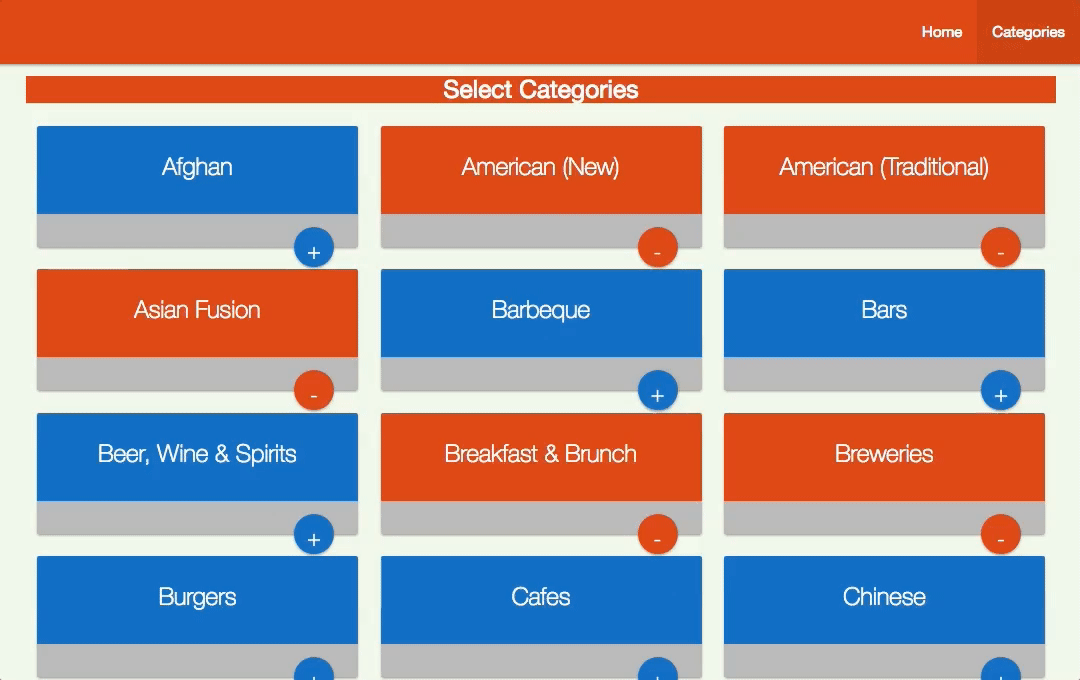 Home
Categories
Select Categories
Afghan
American (New)
American (Traditional)
+
-
-
Asian Fusion
Barbeque
Bars
-
+
+
Beer, Wine & Spirits
Breakfast & Brunch
Breweries
+
-
-
Burgers
Cafes
Chinese
+
+
+